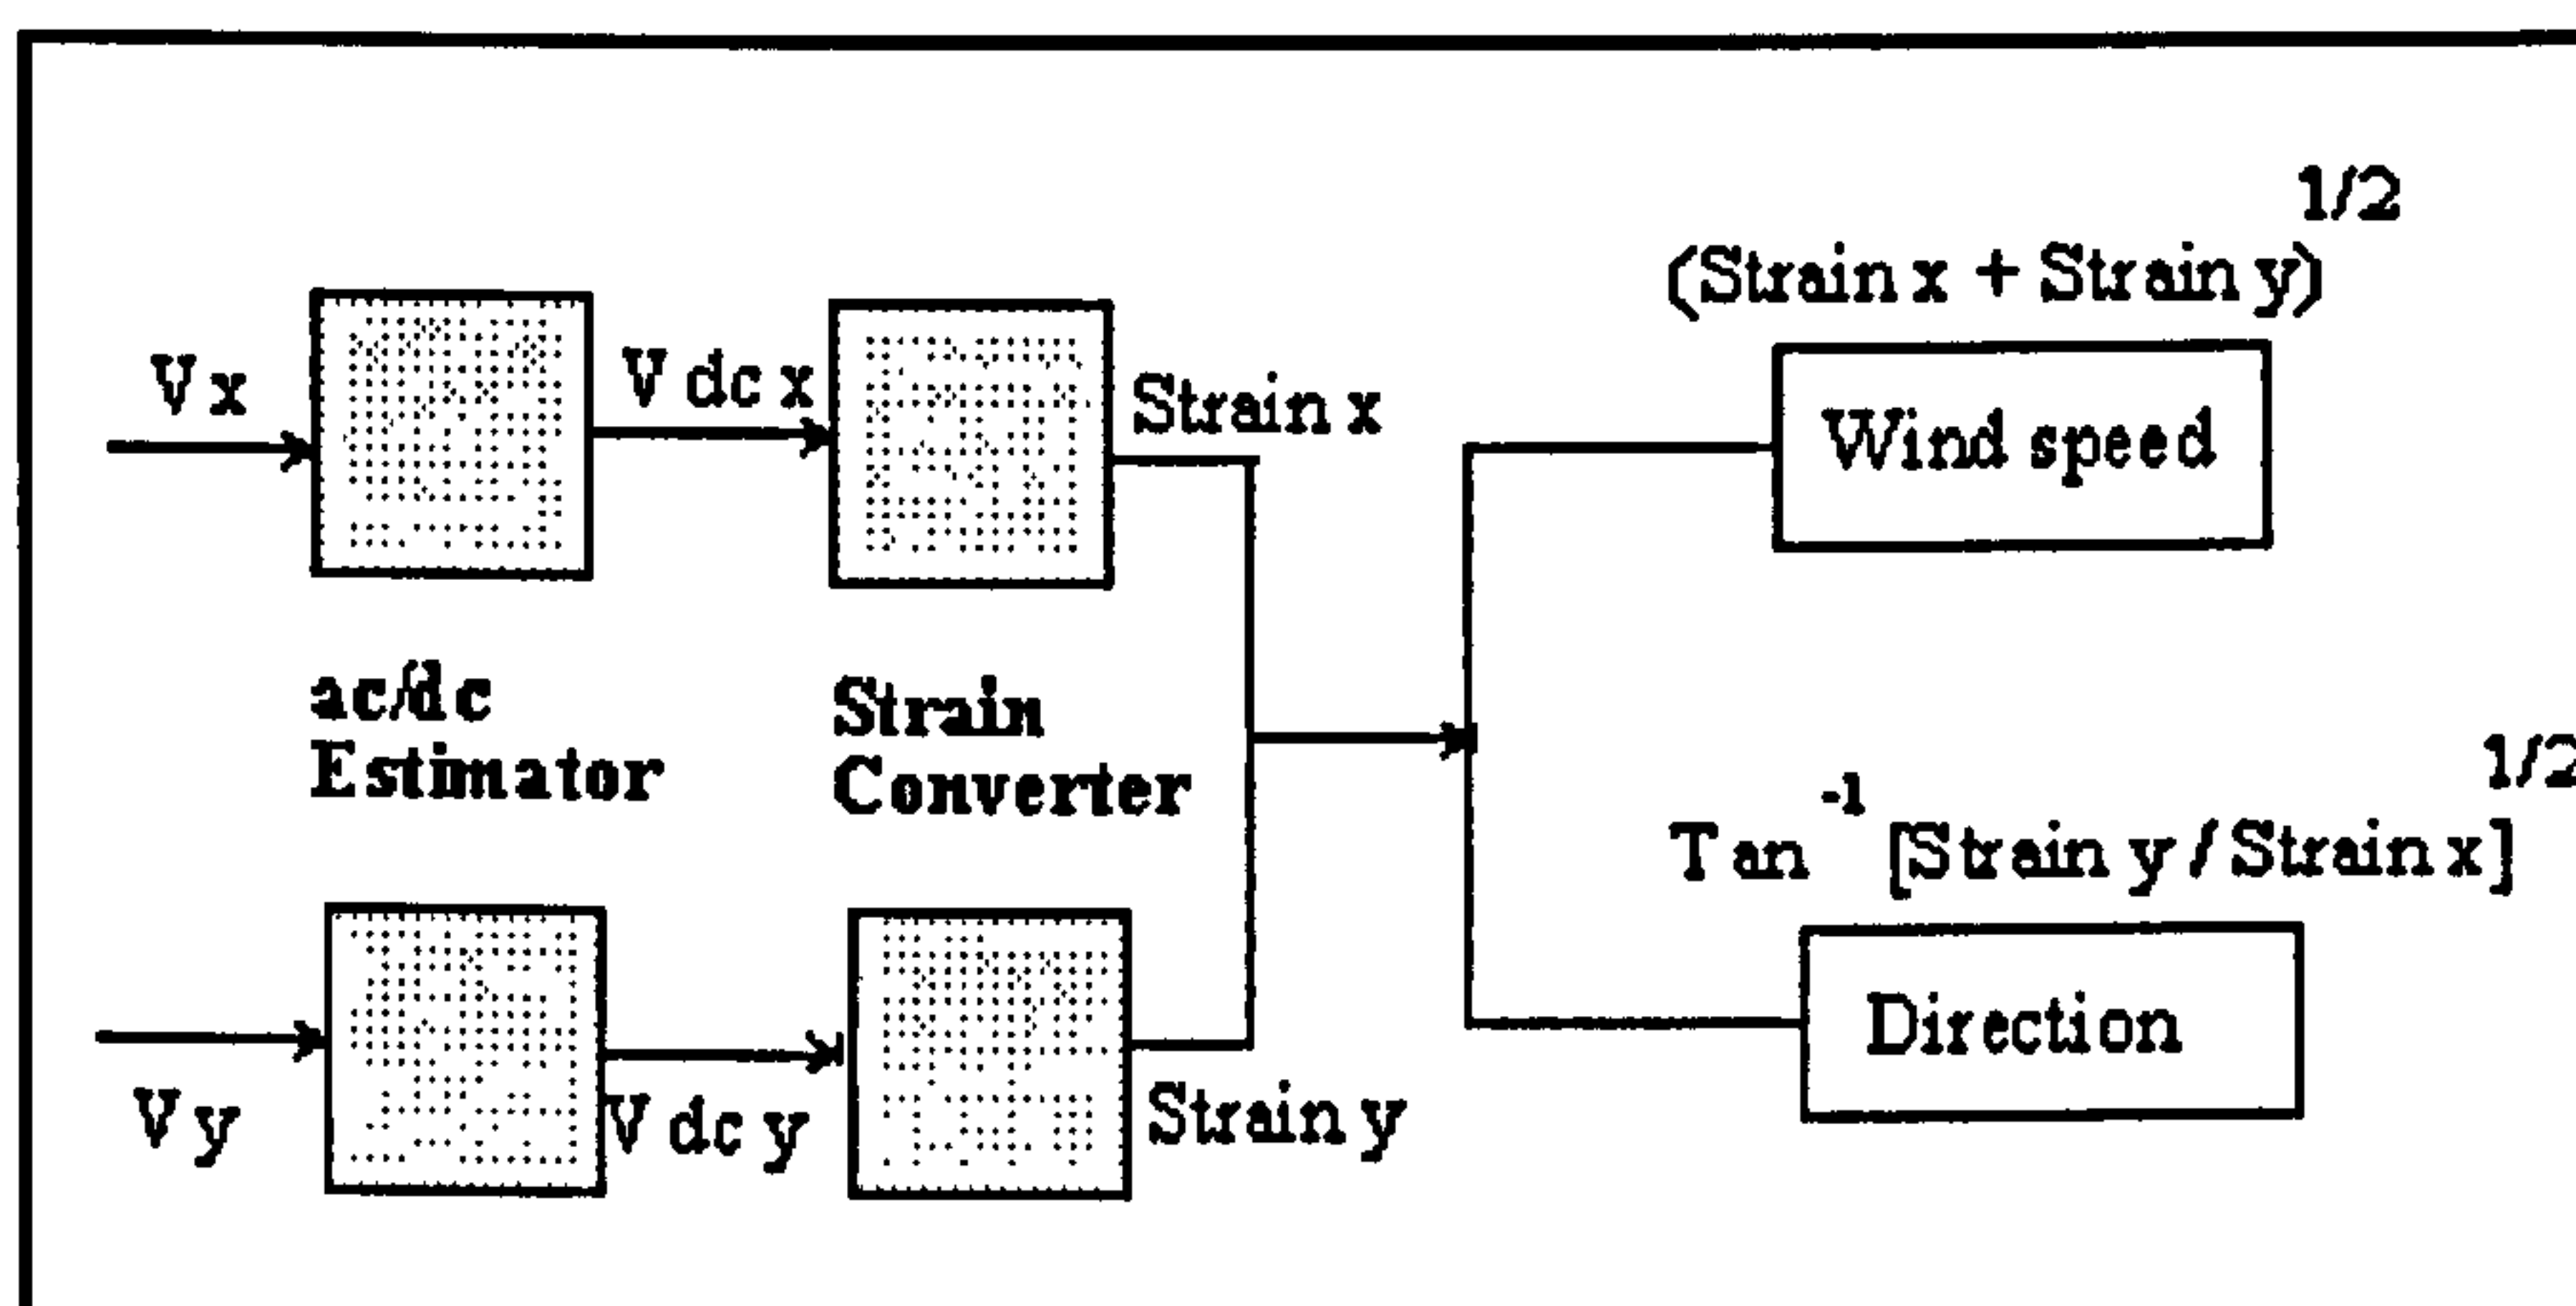 1/2
(Strain x + Strain y)
V x
V dc x
Strain x
Wind speed
ac/dc
Estimator
Strain
Converter
1/2
-1
Tan [Strain y / Strain x]
V y
V dc y
Strain y
Direction